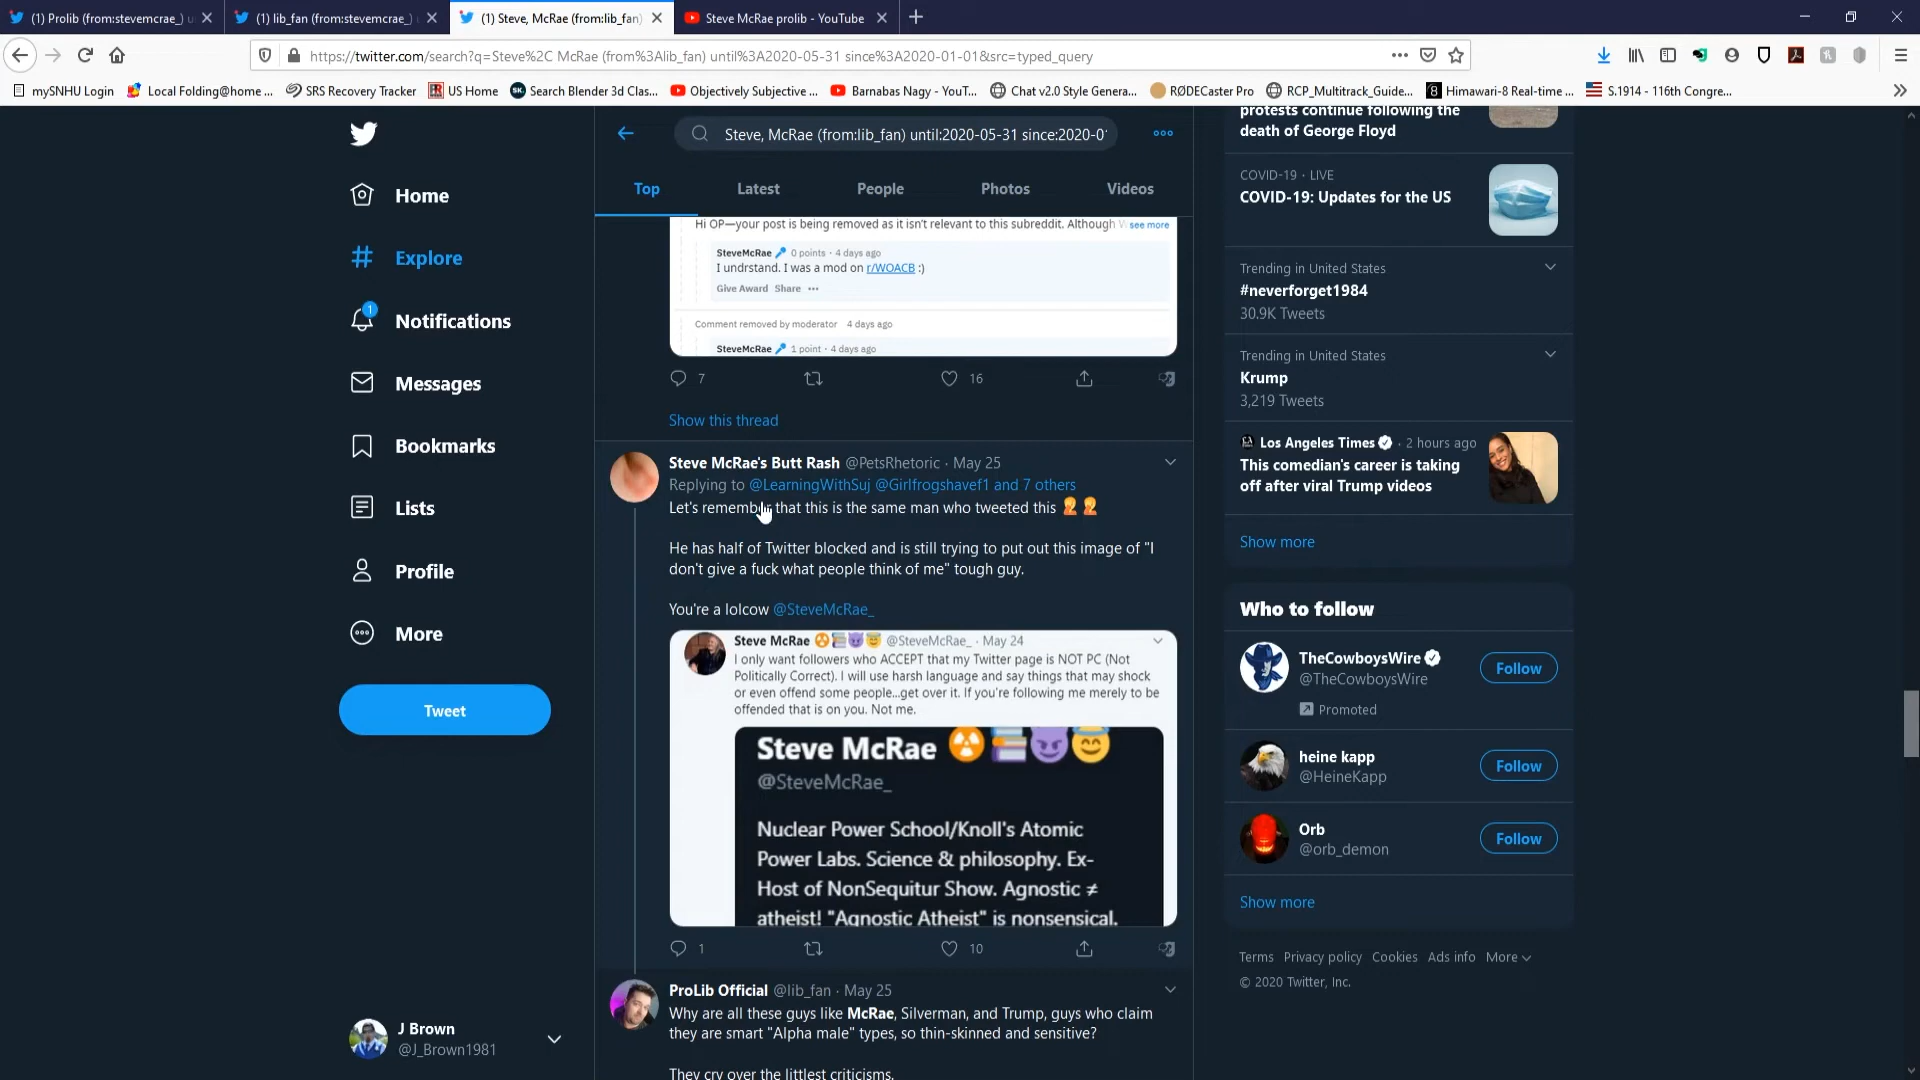 (1) Prolib (from:stevemcrae_) u
(1) lib_fan (from:stevemcrae_)
(1) Steve, McRae (from:lib_fan)
Steve McRae prolib - YouTube
https://twitter.com/search?q=Steve%2C McRae (from%3Alib_fan) until%3A2020-05-31 since%3A2020-01-01&src=typed_query
mySNHU Login
Local Folding@home ...
SRS Recovery Tracker
US Home
Search Blender 3d Clas...
Objectively Subjective ...
Barnabas Nagy - YouT...
Chat v2.0 Style Genera...
RØDECaster Pro
RCP_Multitrack_Guide...
Himawari-8 Real-time ...
S.1914 - 116th Congre...
Home
Explore
1
Notifications
Messages
Bookmarks
Lists
Profile
More
Tweet
J Brown
@J_Brown1981
Steve, McRae (from:lib_fan) until:2020-05-31 since:2020-01
Top
Latest
People
Photos
Videos
Hi OP—your post is being removed as it isn't relevant to this subreddit. Although
see more
SteveMcRae 0 points · 4 days ago
I undrstand. I was a mod on r/WOACB :)
Give Award Share ···
Comment removed by moderator 4 days ago
SteveMcRae 1 point · 4 days ago
7
16
Show this thread
Steve McRae's Butt Rash @PetsRhetoric · May 25
Replying to @LearningWithSuj @Girlfrogshavef1 and 7 others
Let's remember that this is the same man who tweeted this
He has half of Twitter blocked and is still trying to put out this image of "I
don't give a fuck what people think of me" tough guy.
You're a lolcow @SteveMcRae_
Steve McRae @SteveMcRae_ · May 24
I only want followers who ACCEPT that my Twitter page is NOT PC (Not
Politically Correct). I will use harsh language and say things that may shock
or even offend some people...get over it. If you're following me merely to be
offended that is on you. Not me.
Steve McRae
@SteveMcRae_
Nuclear Power School/Knoll's Atomic
Power Labs. Science & philosophy. Ex-
Host of NonSequitur Show. Agnostic ≠
atheist! "Agnostic Atheist" is nonsensical.
1
10
ProLib Official @lib_fan · May 25
Why are all these guys like McRae, Silverman, and Trump, guys who claim
they are smart "Alpha male" types, so thin-skinned and sensitive?
They cry over the littlest criticisms.
protests continue following the
death of George Floyd
COVID-19 · LIVE
COVID-19: Updates for the US
Trending in United States
#neverforget1984
30.9K Tweets
Trending in United States
Krump
3,219 Tweets
Los Angeles Times · 2 hours ago
This comedian's career is taking
off after viral Trump videos
Show more
Who to follow
TheCowboysWire
@TheCowboysWire
Follow
Promoted
heine kapp
@HeineKapp
Follow
Orb
@orb_demon
Follow
Show more
Terms Privacy policy Cookies Ads info More
© 2020 Twitter, Inc.